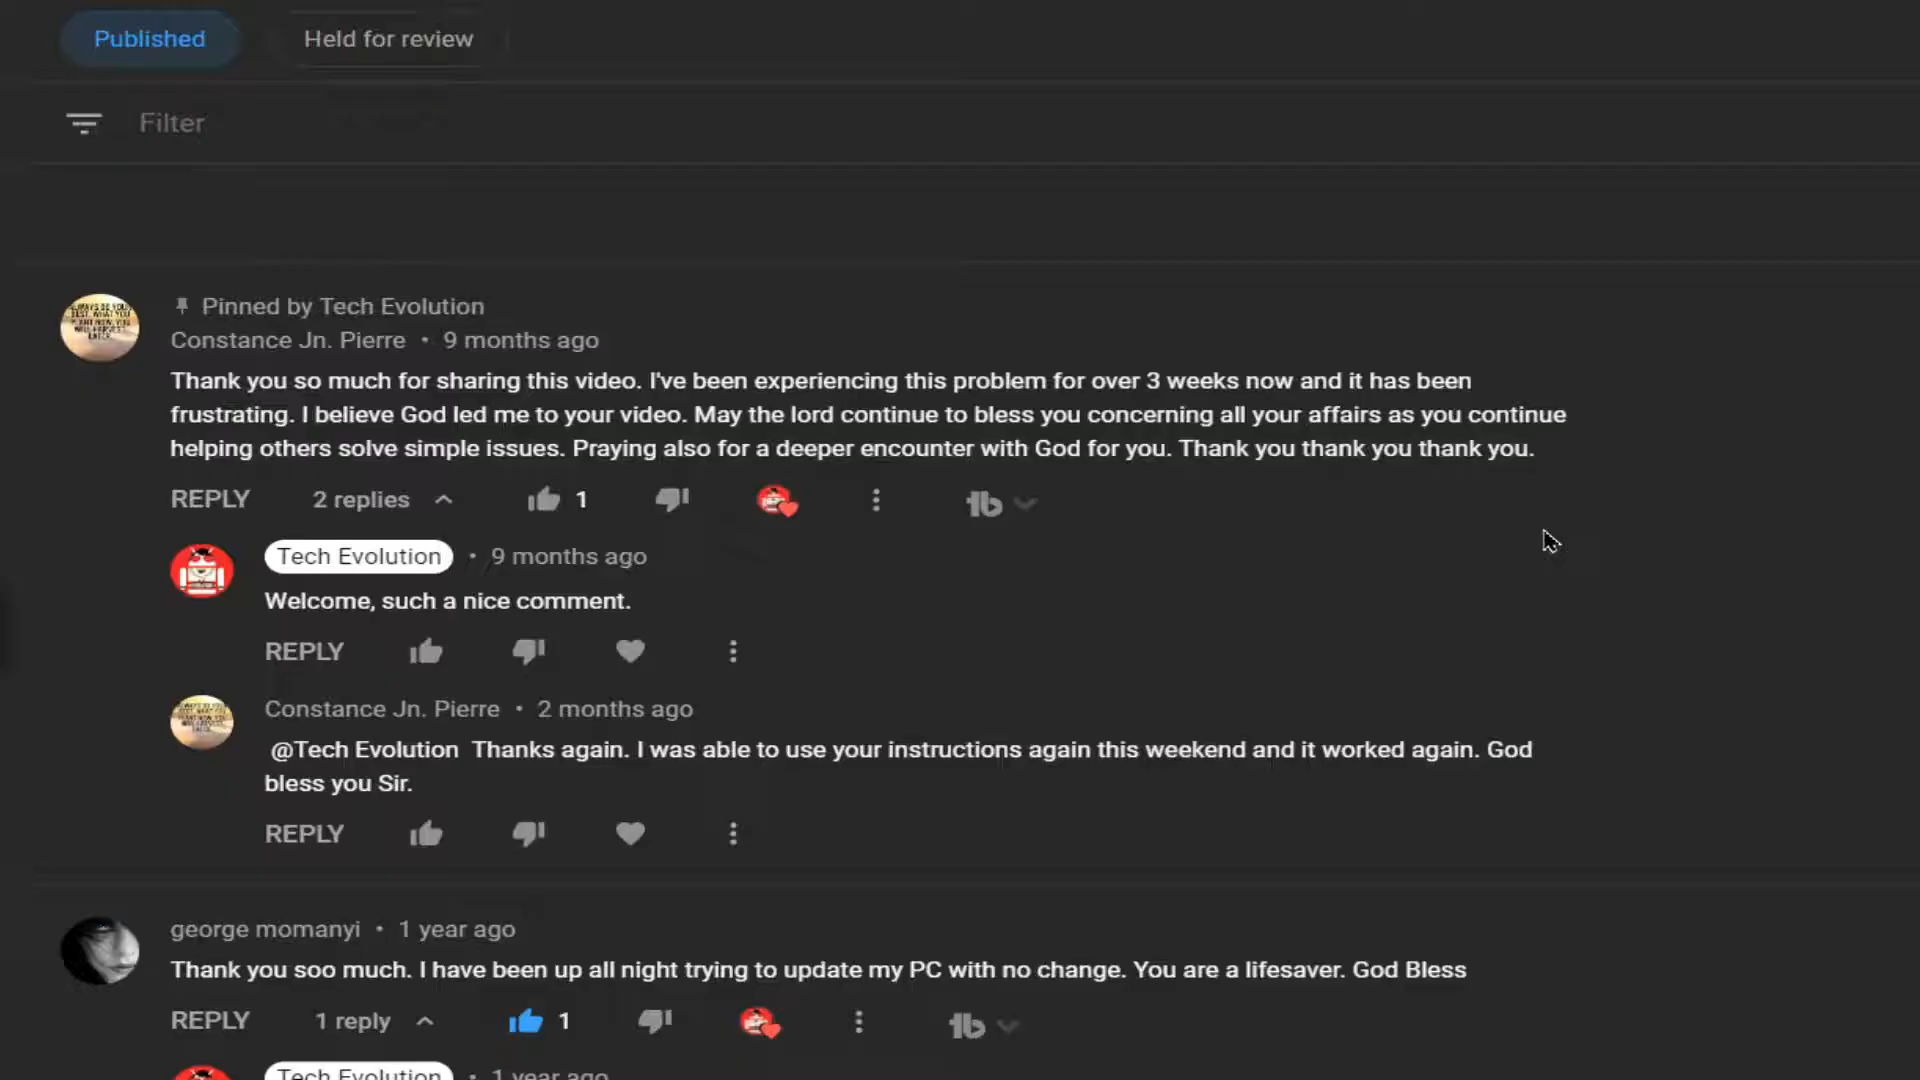 Published
Held for review
Filter
Pinned by Tech Evolution
Constance Jn. Pierre • 9 months ago
Thank you so much for sharing this video. I've been experiencing this problem for over 3 weeks now and it has been
frustrating. I believe God led me to your video. May the lord continue to bless you concerning all your affairs as you continue
helping others solve simple issues. Praying also for a deeper encounter with God for you. Thank you thank you thank you.
REPLY 2 replies 1
Tech Evolution • 9 months ago
Welcome, such a nice comment.
REPLY
Constance Jn. Pierre • 2 months ago
@Tech Evolution Thanks again. I was able to use your instructions again this weekend and it worked again. God
bless you Sir.
REPLY
george momanyi • 1 year ago
Thank you soo much. I have been up all night trying to update my PC with no change. You are a lifesaver. God Bless
REPLY 1 reply 1
Tech Evolution • 1 year ago